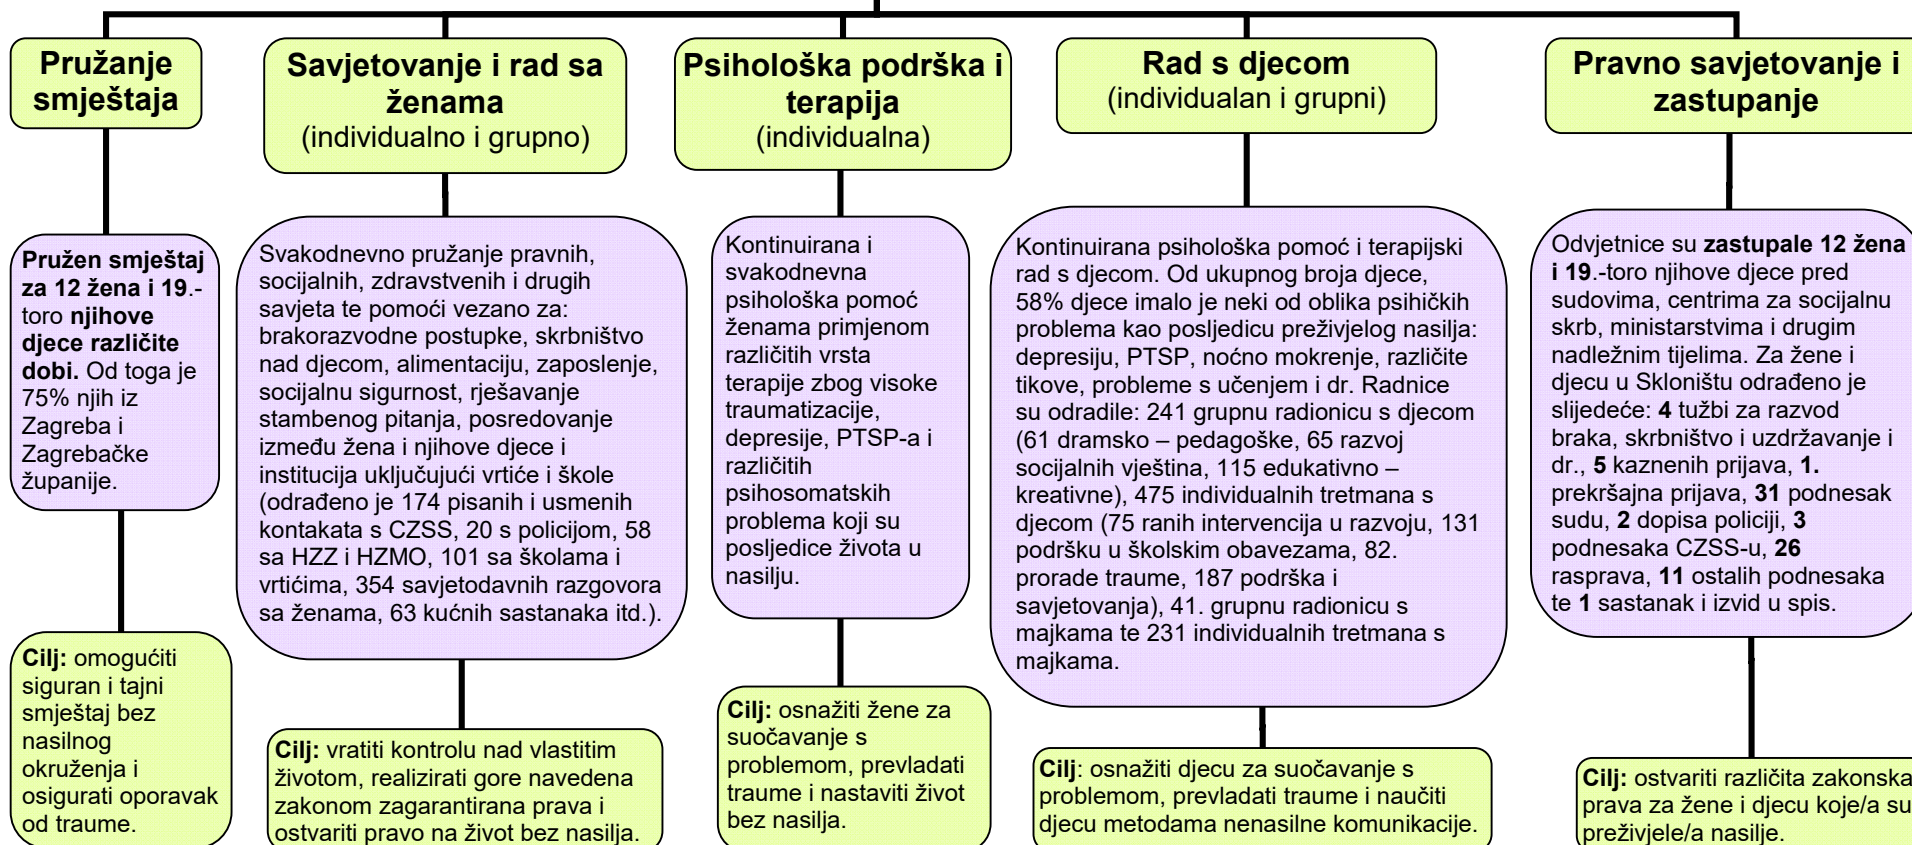 Pružanje
smještaja
Savjetovanje i rad sa
ženama
(individualno i grupno)
Psihološka podrška i
terapija
(individualna)
Rad s djecom
(individualan i grupni)
Pravno savjetovanje i
zastupanje
Pružen smještaj
za 12 žena i 19.-
toro njihove
djece različite
dobi. Od toga je
75% njih iz
Zagreba i
Zagrebačke
županije.
Svakodnevno pružanje pravnih,
socijalnih, zdravstvenih i drugih
savjeta te pomoći vezano za:
brakorazvodne postupke, skrbništvo
nad djecom, alimentaciju, zaposlenje,
socijalnu sigurnost, rješavanje
stambenog pitanja, posredovanje
između žena i njihove djece i
institucija uključujući vrtiće i škole
(odrađeno je 174 pisanih i usmenih
kontakata s CZSS, 20 s policijom, 58
sa HZZ i HZMO, 101 sa školama i
vrtićima, 354 savjetodavnih razgovora
sa ženama, 63 kućnih sastanaka itd.).
Kontinuirana i
svakodnevna
psihološka pomoć
ženama primjenom
različitih vrsta
terapije zbog visoke
traumatizacije,
depresije, PTSP-a i
različitih
psihosomatskih
problema koji su
posljedice života u
nasilju.
Kontinuirana psihološka pomoć i terapijski
rad s djecom. Od ukupnog broja djece,
58% djece imalo je neki od oblika psihičkih
problema kao posljedicu preživjelog nasilja:
depresiju, PTSP, noćno mokrenje, različite
tikove, probleme s učenjem i dr. Radnice
su odradile: 241 grupnu radionicu s djecom
(61 dramsko – pedagoške, 65 razvoj
socijalnih vještina, 115 edukativno –
kreativne), 475 individualnih tretmana s
djecom (75 ranih intervencija u razvoju, 131
podršku u školskim obavezama, 82.
prorade traume, 187 podrška i
savjetovanja), 41. grupnu radionicu s
majkama te 231 individualnih tretmana s
majkama.
Odvjetnice su zastupale 12 žena
i 19.-toro njihove djece pred
sudovima, centrima za socijalnu
skrb, ministarstvima i drugim
nadležnim tijelima. Za žene i
djecu u Skloništu odrađeno je
slijedeće: 4 tužbi za razvod
braka, skrbništvo i uzdržavanje i
dr., 5 kaznenih prijava, 1.
prekršajna prijava, 31 podnesak
sudu, 2 dopisa policiji, 3
podnesaka CZSS-u, 26
rasprava, 11 ostalih podnesaka
te 1 sastanak i izvid u spis.
Cilj: omogućiti
siguran i tajni
smještaj bez
nasilnog
okruženja i
osigurati oporavak
od traume.
Cilj: vratiti kontrolu nad vlastitim
životom, realizirati gore navedena
zakonom zagarantirana prava i
ostvariti pravo na život bez nasilja.
Cilj: osnažiti žene za
suočavanje s
problemom, prevladati
traume i nastaviti život
bez nasilja.
Cilj: osnažiti djecu za suočavanje s
problemom, prevladati traume i naučiti
djecu metodama nenasilne komunikacije.
Cilj: ostvariti različita zakonska
prava za žene i djecu koje/a su
preživjele/a nasilje.